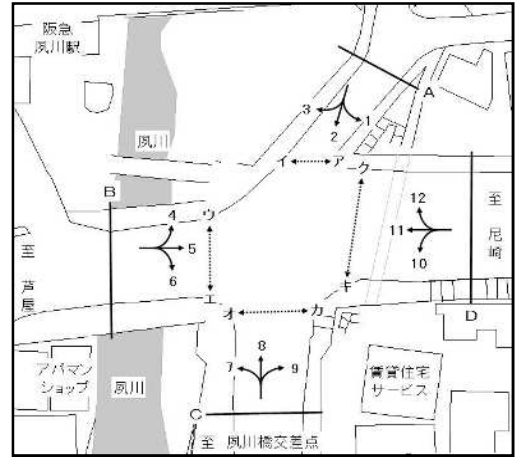 阪急
夙川駅
夙川
A
3
2
1
イ
ア
ク
B
4
ウ
5
6
12
11
10
至
尼
崎
至
芦
屋
エ
オ
カ
キ
D
8
7
9
アパマン
ショップ
夙川
賃貸住宅
サービス
C
至 夙川橋交差点